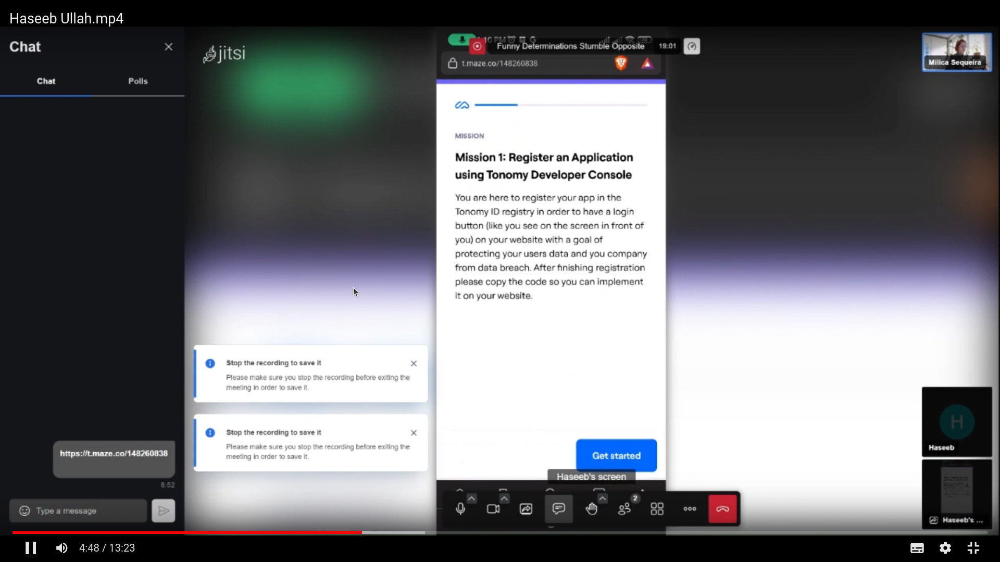 Haseeb Ullah.mp4
Chat
Chat
Polls
https://t.maze.co/148260838
8:52
Type a message
jitsi
Stop the recording to save it
Please make sure you stop the recording before exiting the
meeting in order to save it.
Stop the recording to save it
Please make sure you stop the recording before exiting the
meeting in order to save it.
10 PM
Funny Determinations Stumble Opposite
19:01
t.maze.co/148260838
MISSION
Mission 1: Register an Application
using Tonomy Developer Console
You are here to register your app in the
Tonomy ID registry in order to have a login
button (like you see on the screen in front of
you) on your website with a goal of
protecting your users data and you company
from data breach. After finishing registration
please copy the code so you can implement
it on your website.
Get started
Haseeb's screen
2
Milica Sequeira
H
Haseeb
Haseeb's ...
4:48 / 13:23